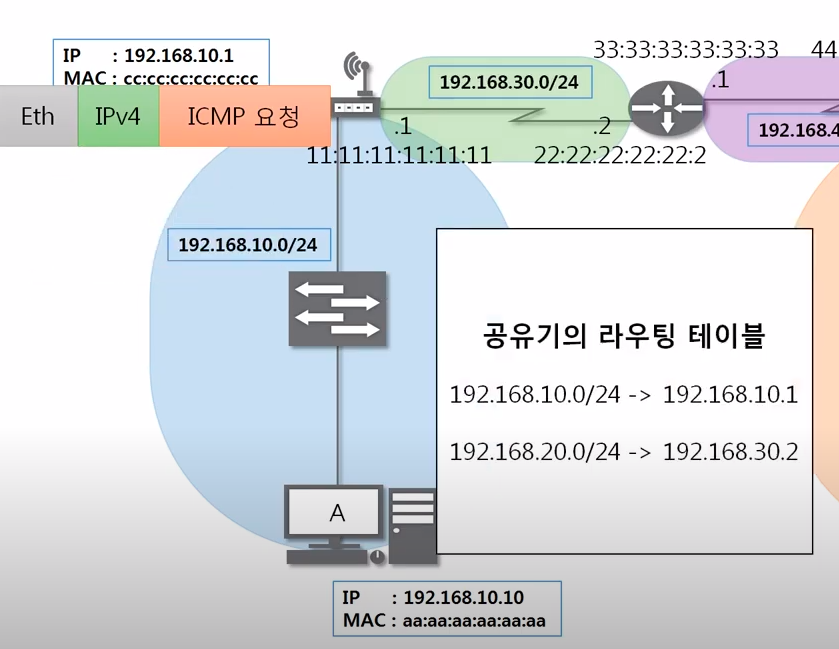 IP : 192.168.10.1
MAC : cc:cc:cc:cc:cc:cc
Eth
IPv4
ICMP 요청
192.168.30.0/24
33:33:33:33:33:33
44
.1
.1
.2
192.168.4
11:11:11:11:11:11
22:22:22:22:22:2
192.168.10.0/24
공유기의 라우팅 테이블
192.168.10.0/24 -> 192.168.10.1
192.168.20.0/24 -> 192.168.30.2
A
IP : 192.168.10.10
MAC : aa:aa:aa:aa:aa:aa